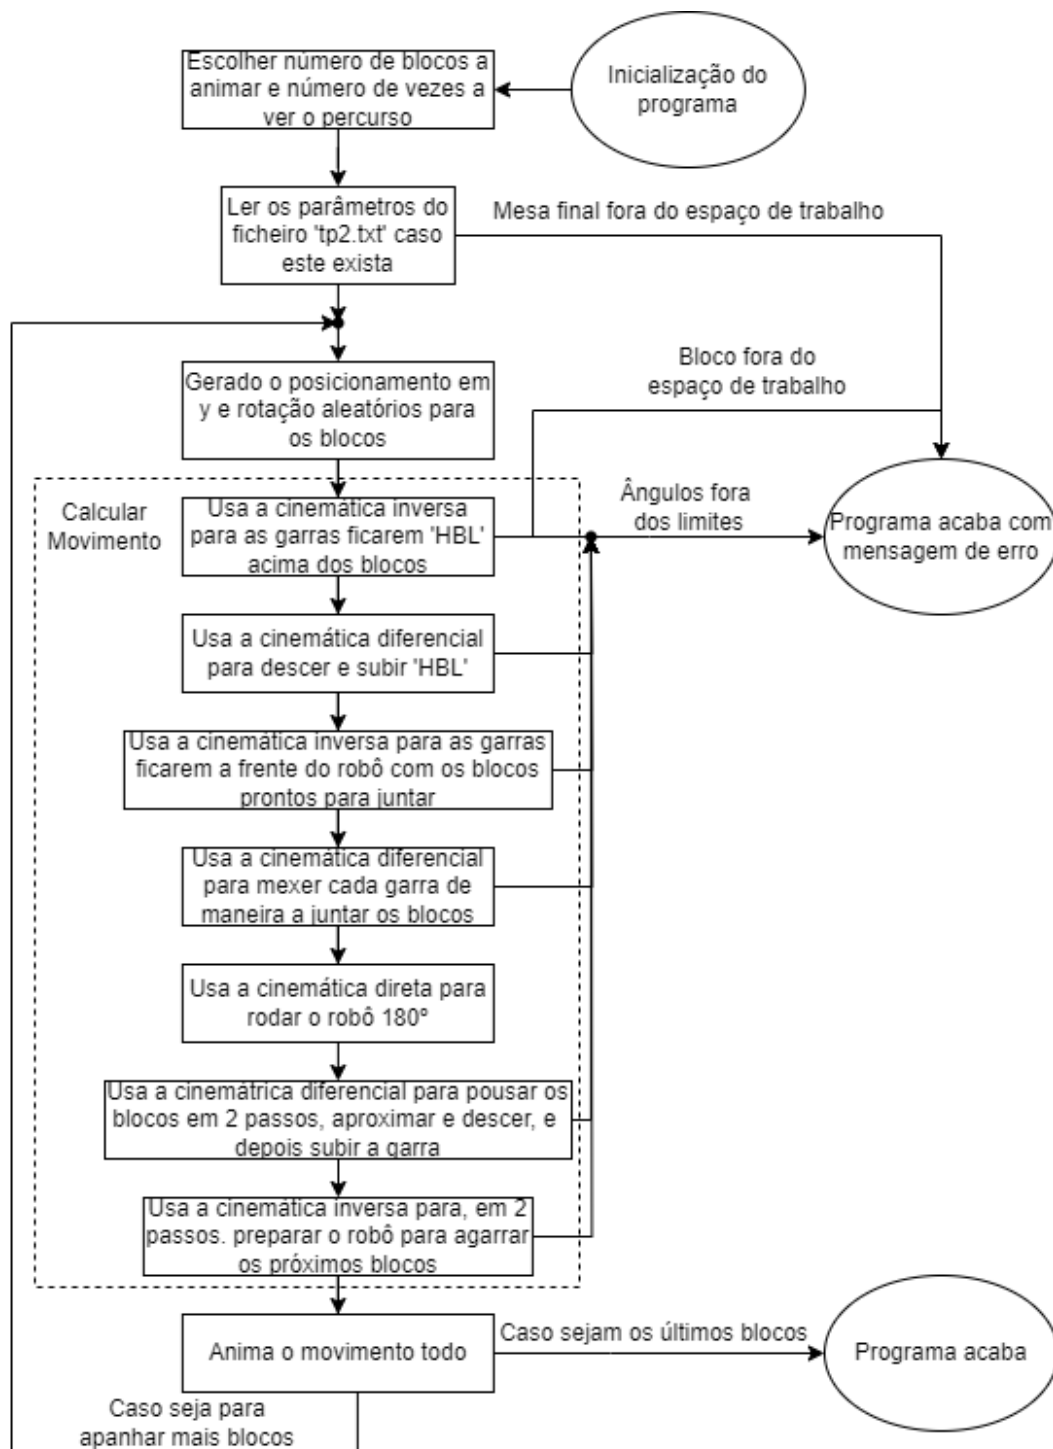 Escolher número de blocos a
animar e número de vezes a
ver o percurso
Inicialização do
programa
Ler os parâmetros do
ficheiro 'tp2.txt' caso
este exista
Mesa final fora do espaço de trabalho
Gerado o posicionamento em
y e rotação aleatórios para
os blocos
Bloco fora do
espaço de trabalho
Calcular
Movimento
Usa a cinemática inversa
para as garras ficarem 'HBL'
acima dos blocos
Ângulos fora
dos limites
Programa acaba com
mensagem de erro
Usa a cinemática diferencial
para descer e subir 'HBL'
Usa a cinemática inversa para as garras
ficarem a frente do robô com os blocos
prontos para juntar
Usa a cinemática diferencial
para mexer cada garra de
maneira a juntar os blocos
Usa a cinemática direta para
rodar o robô 180º
Usa a cinemátrica diferencial para pousar os
blocos em 2 passos, aproximar e descer, e
depois subir a garra
Usa a cinemática inversa para, em 2
passos. preparar o robô para agarrar
os próximos blocos
Anima o movimento todo
Caso sejam os últimos blocos
Programa acaba
Caso seja para
apanhar mais blocos